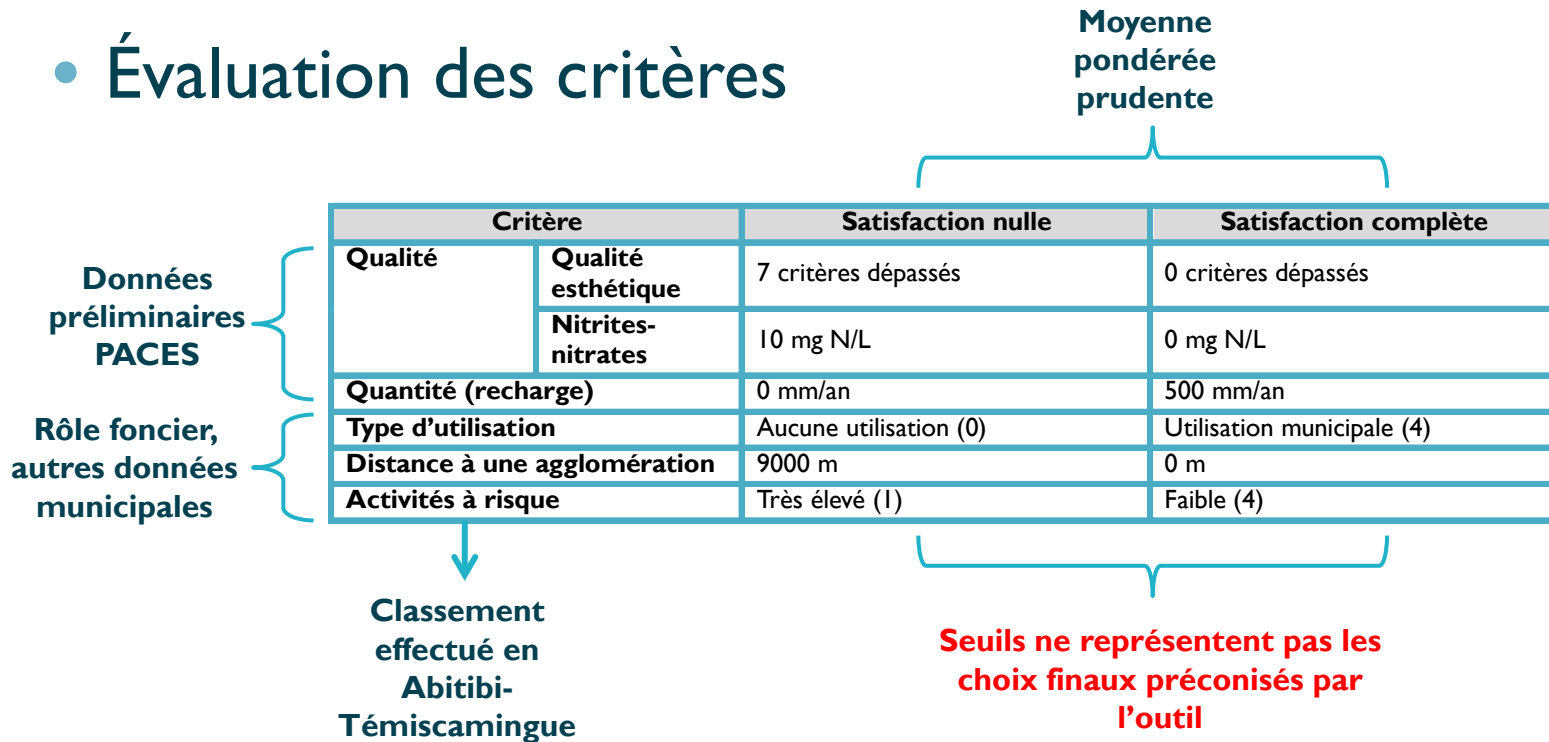 • Évaluation des critères
Moyenne
pondérée
prudente
Critère Satisfaction nulle Satisfaction complète
Qualité Qualité esthétique 7 critères dépassés 0 critères dépassés
Nitrites-nitrates 10 mg N/L 0 mg N/L
Quantité (recharge) 0 mm/an 500 mm/an
Type d'utilisation Aucune utilisation (0) Utilisation municipale (4)
Distance à une agglomération 9000 m 0 m
Activités à risque Très élevé (1) Faible (4)
Données
préliminaires
PACES
Rôle foncier,
autres données
municipales
Classement
effectué en
Abitibi-
Témiscamingue
Seuils ne représentent pas les
choix finaux préconisés par
l'outil